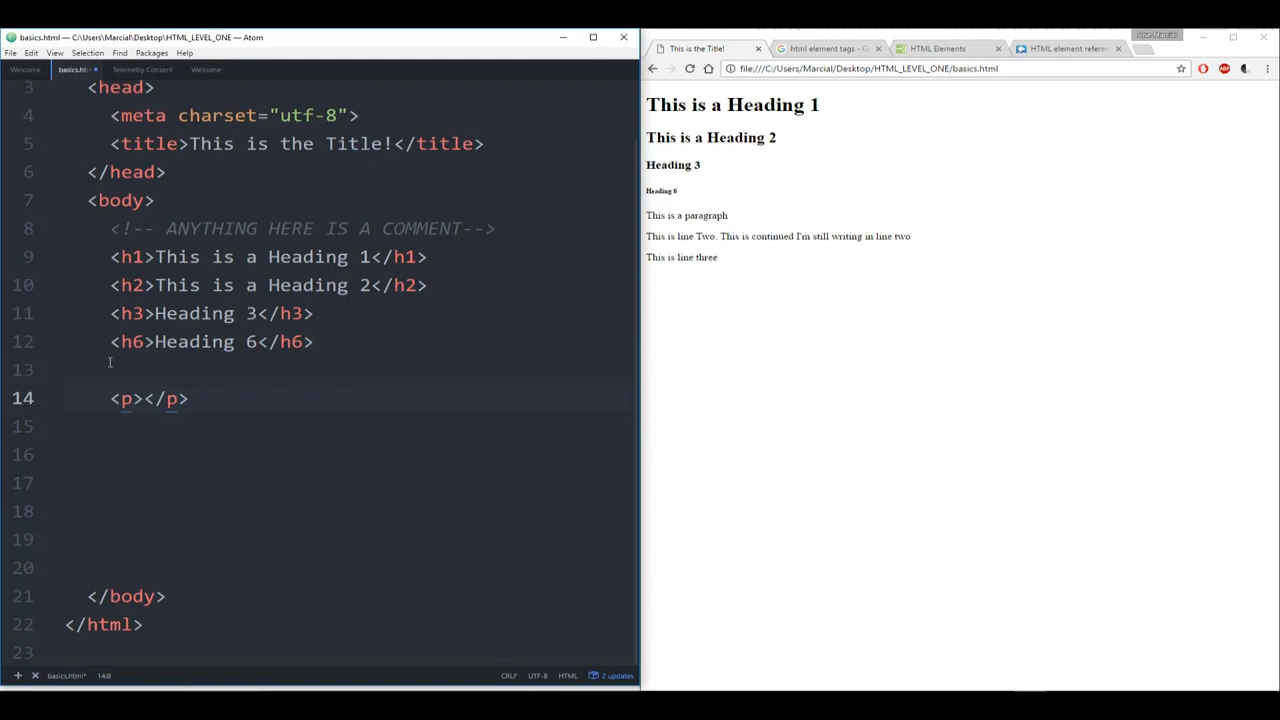 basics.html — C:\Users\Marcial\Desktop\HTML_LEVEL_ONE — Atom
File Edit View Selection Find Packages Help
Welcome basics.ht Telemetry Consent Welcome
3 <head>
4 <meta charset="utf-8">
5 <title>This is the Title!</title>
6 </head>
7 <body>
8 <!-- ANYTHING HERE IS A COMMENT-->
9 <h1>This is a Heading 1</h1>
10 <h2>This is a Heading 2</h2>
11 <h3>Heading 3</h3>
12 <h6>Heading 6</h6>
13
14 <p></p>
15
16
17
18
19
20
21 </body>
22 </html>
23
basics.html* 14:8 CRLF UTF-8 HTML 2 updates
Jose Marcial
This is the Title! html element tags - G HTML Elements HTML element refere
file:///C:/Users/Marcial/Desktop/HTML_LEVEL_ONE/basics.html ABP
This is a Heading 1
This is a Heading 2
Heading 3
Heading 6
This is a paragraph
This is line Two. This is continued I'm still writing in line two
This is line three